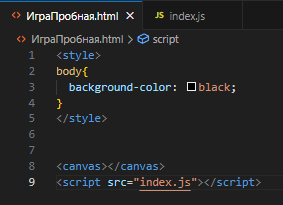 ИграПробная.html index.js
ИграПробная.html > script
1 <style>
2 body{
3 background-color: black;
4 }
5 </style>
6
7
8 <canvas></canvas>
9 <script src="index.js"></script>